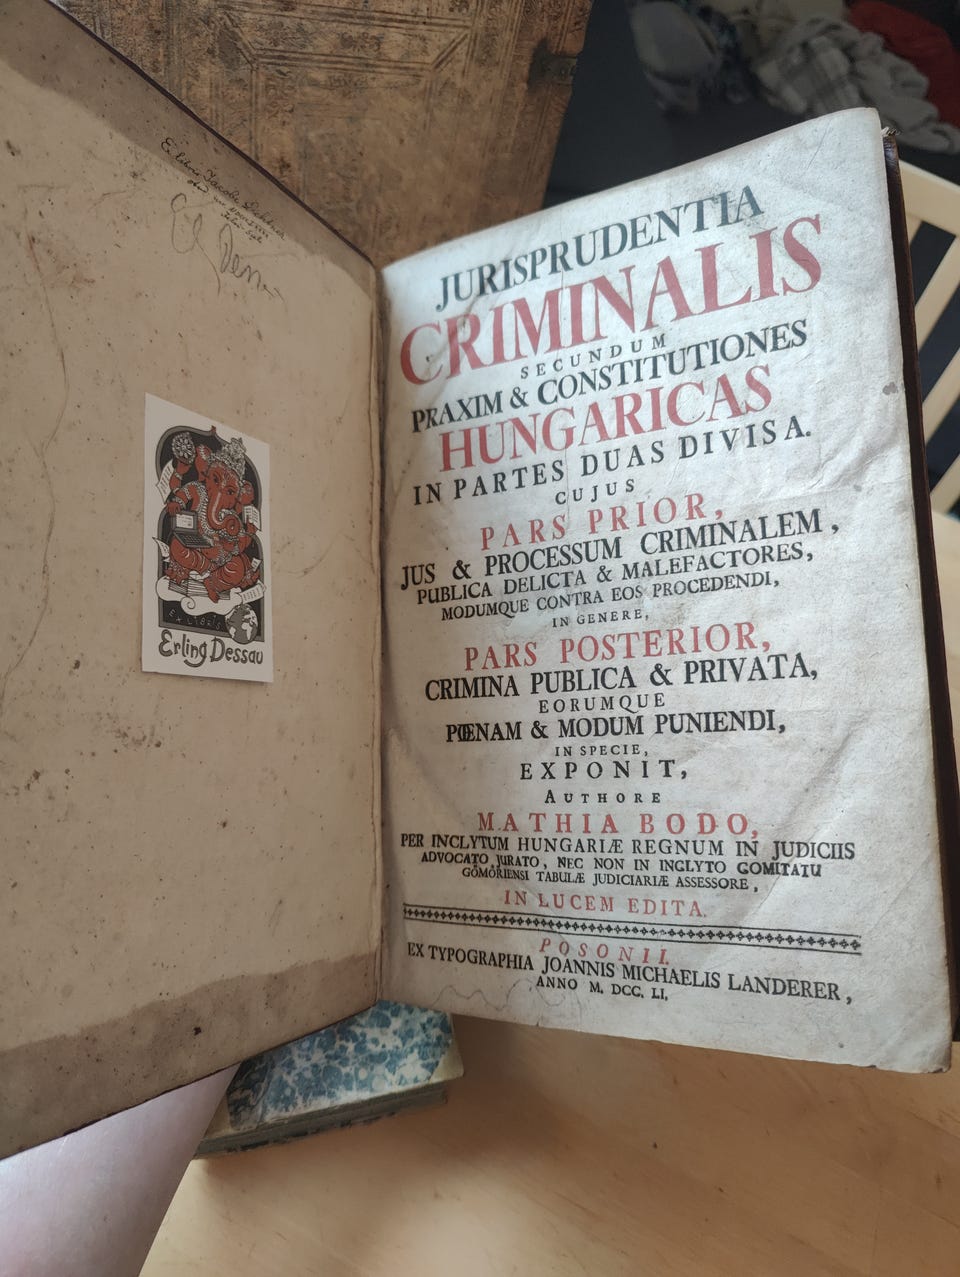 Ex libris Jacobi
EX LIBRIS
Erling Dessau
JURISPRUDENTIA
CRIMINALIS
SECUNDUM
PRAXIM & CONSTITUTIONES
HUNGARICAS
IN PARTES DUAS DIVISA.
CUJUS
PARS PRIOR,
JUS & PROCESSUM CRIMINALEM,
PUBLICA DELICTA & MALEFACTORES,
MODUMQUE CONTRA EOS PROCEDENDI,
IN GENERE,
PARS POSTERIOR,
CRIMINA PUBLICA & PRIVATA,
EORUMQUE
PŒNAM & MODUM PUNIENDI,
IN SPECIE,
EXPONIT,
AUTHORE
MATHIA BODO,
PER INCLYTUM HUNGARIÆ REGNUM IN JUDICIIS
ADVOCATO JURATO, NEC NON IN INCLYTO COMITATU
GÖMÖRIENSI TABULÆ JUDICIARIÆ ASSESSORE,
IN LUCEM EDITA.
POSONII.
EX TYPOGRAPHIA JOANNIS MICHAELIS LANDERER,
ANNO M. DCC. LI.